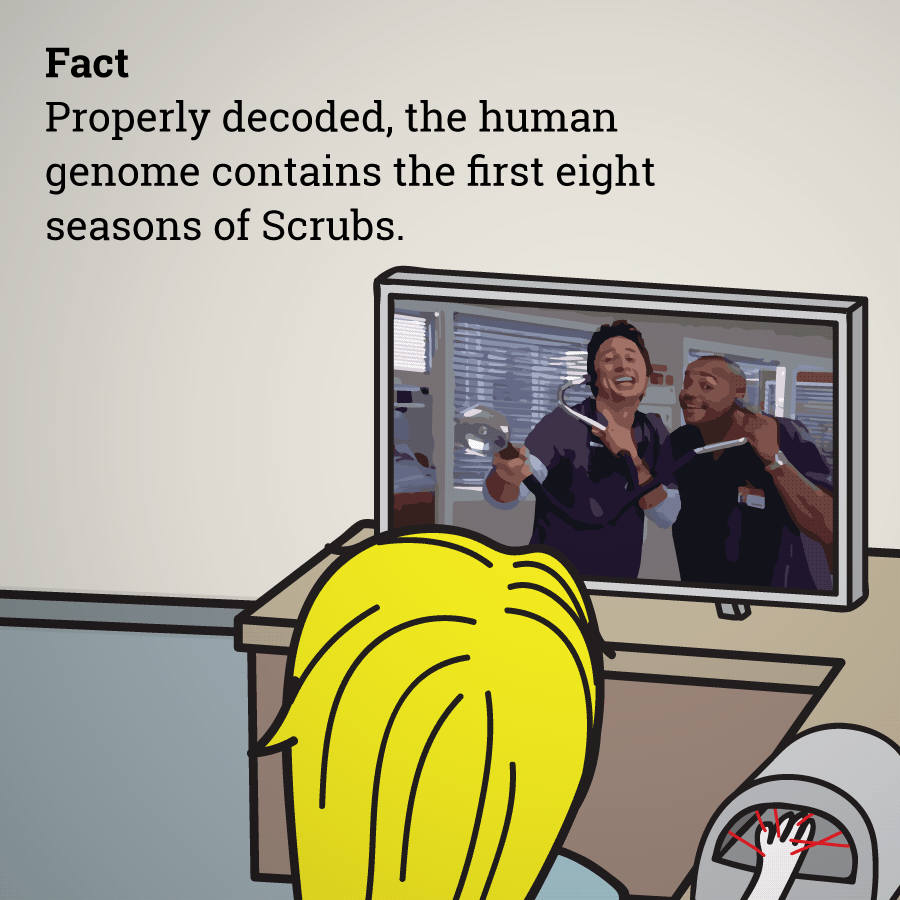 Fact
Properly decoded, the human
genome contains the first eight
seasons of Scrubs.